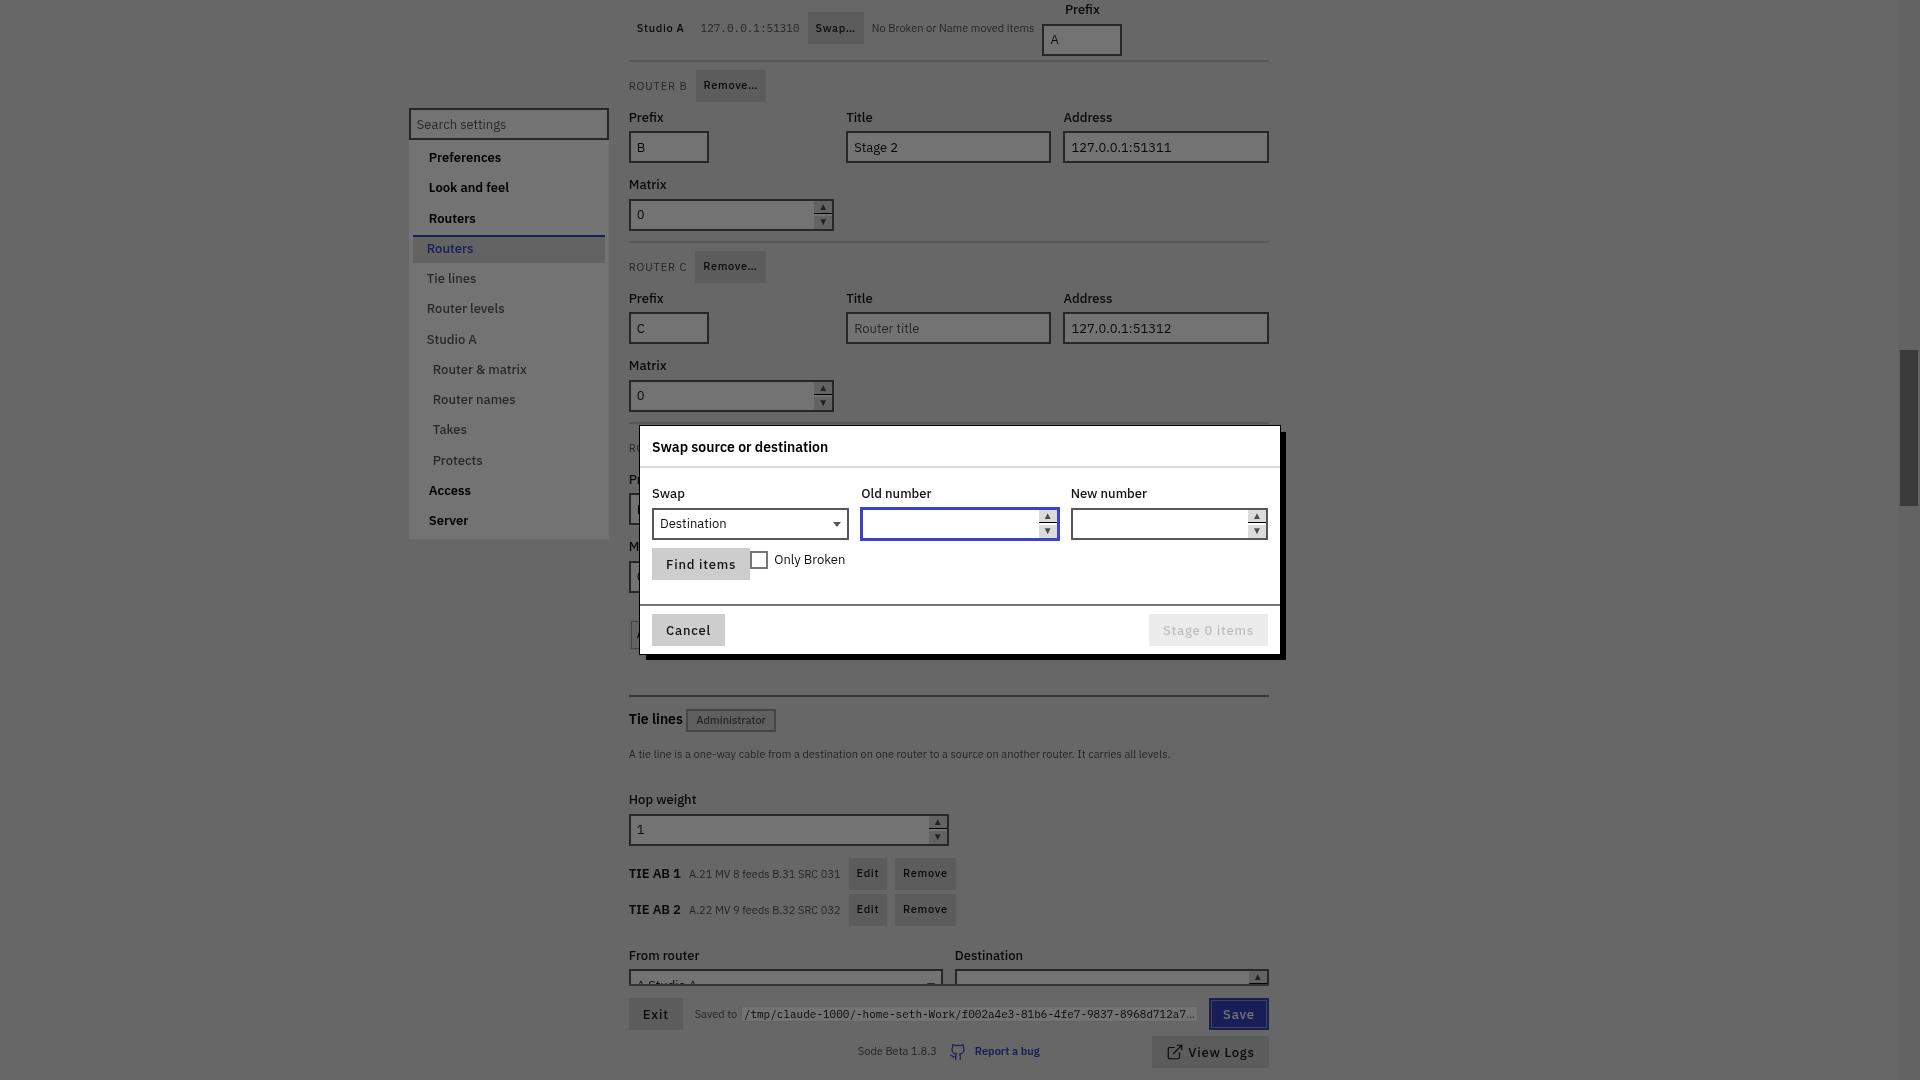 Prefix
Studio A 127.0.0.1:51310 Swap... No Broken or Name moved items A
ROUTER B Remove...
Prefix Title Address
B Stage 2 127.0.0.1:51311
Matrix
0
ROUTER C Remove...
Prefix Title Address
C Router title 127.0.0.1:51312
Matrix
0
Search settings
Preferences
Look and feel
Routers
Routers
Tie lines
Router levels
Studio A
Router & matrix
Router names
Takes
Protects
Access
Server
Swap source or destination
Swap Old number New number
Destination
Find items Only Broken
Cancel Stage 0 items
Tie lines Administrator
A tie line is a one-way cable from a destination on one router to a source on another router. It carries all levels.
Hop weight
1
TIE AB 1 A.21 MV 8 feeds B.31 SRC 031 Edit Remove
TIE AB 2 A.22 MV 9 feeds B.32 SRC 032 Edit Remove
From router Destination
A Studio A
Exit Saved to /tmp/claude-1000/-home-seth-Work/f002a4e3-81b6-4fe7-9837-8968d712a7... Save
Sode Beta 1.8.3 Report a bug View Logs